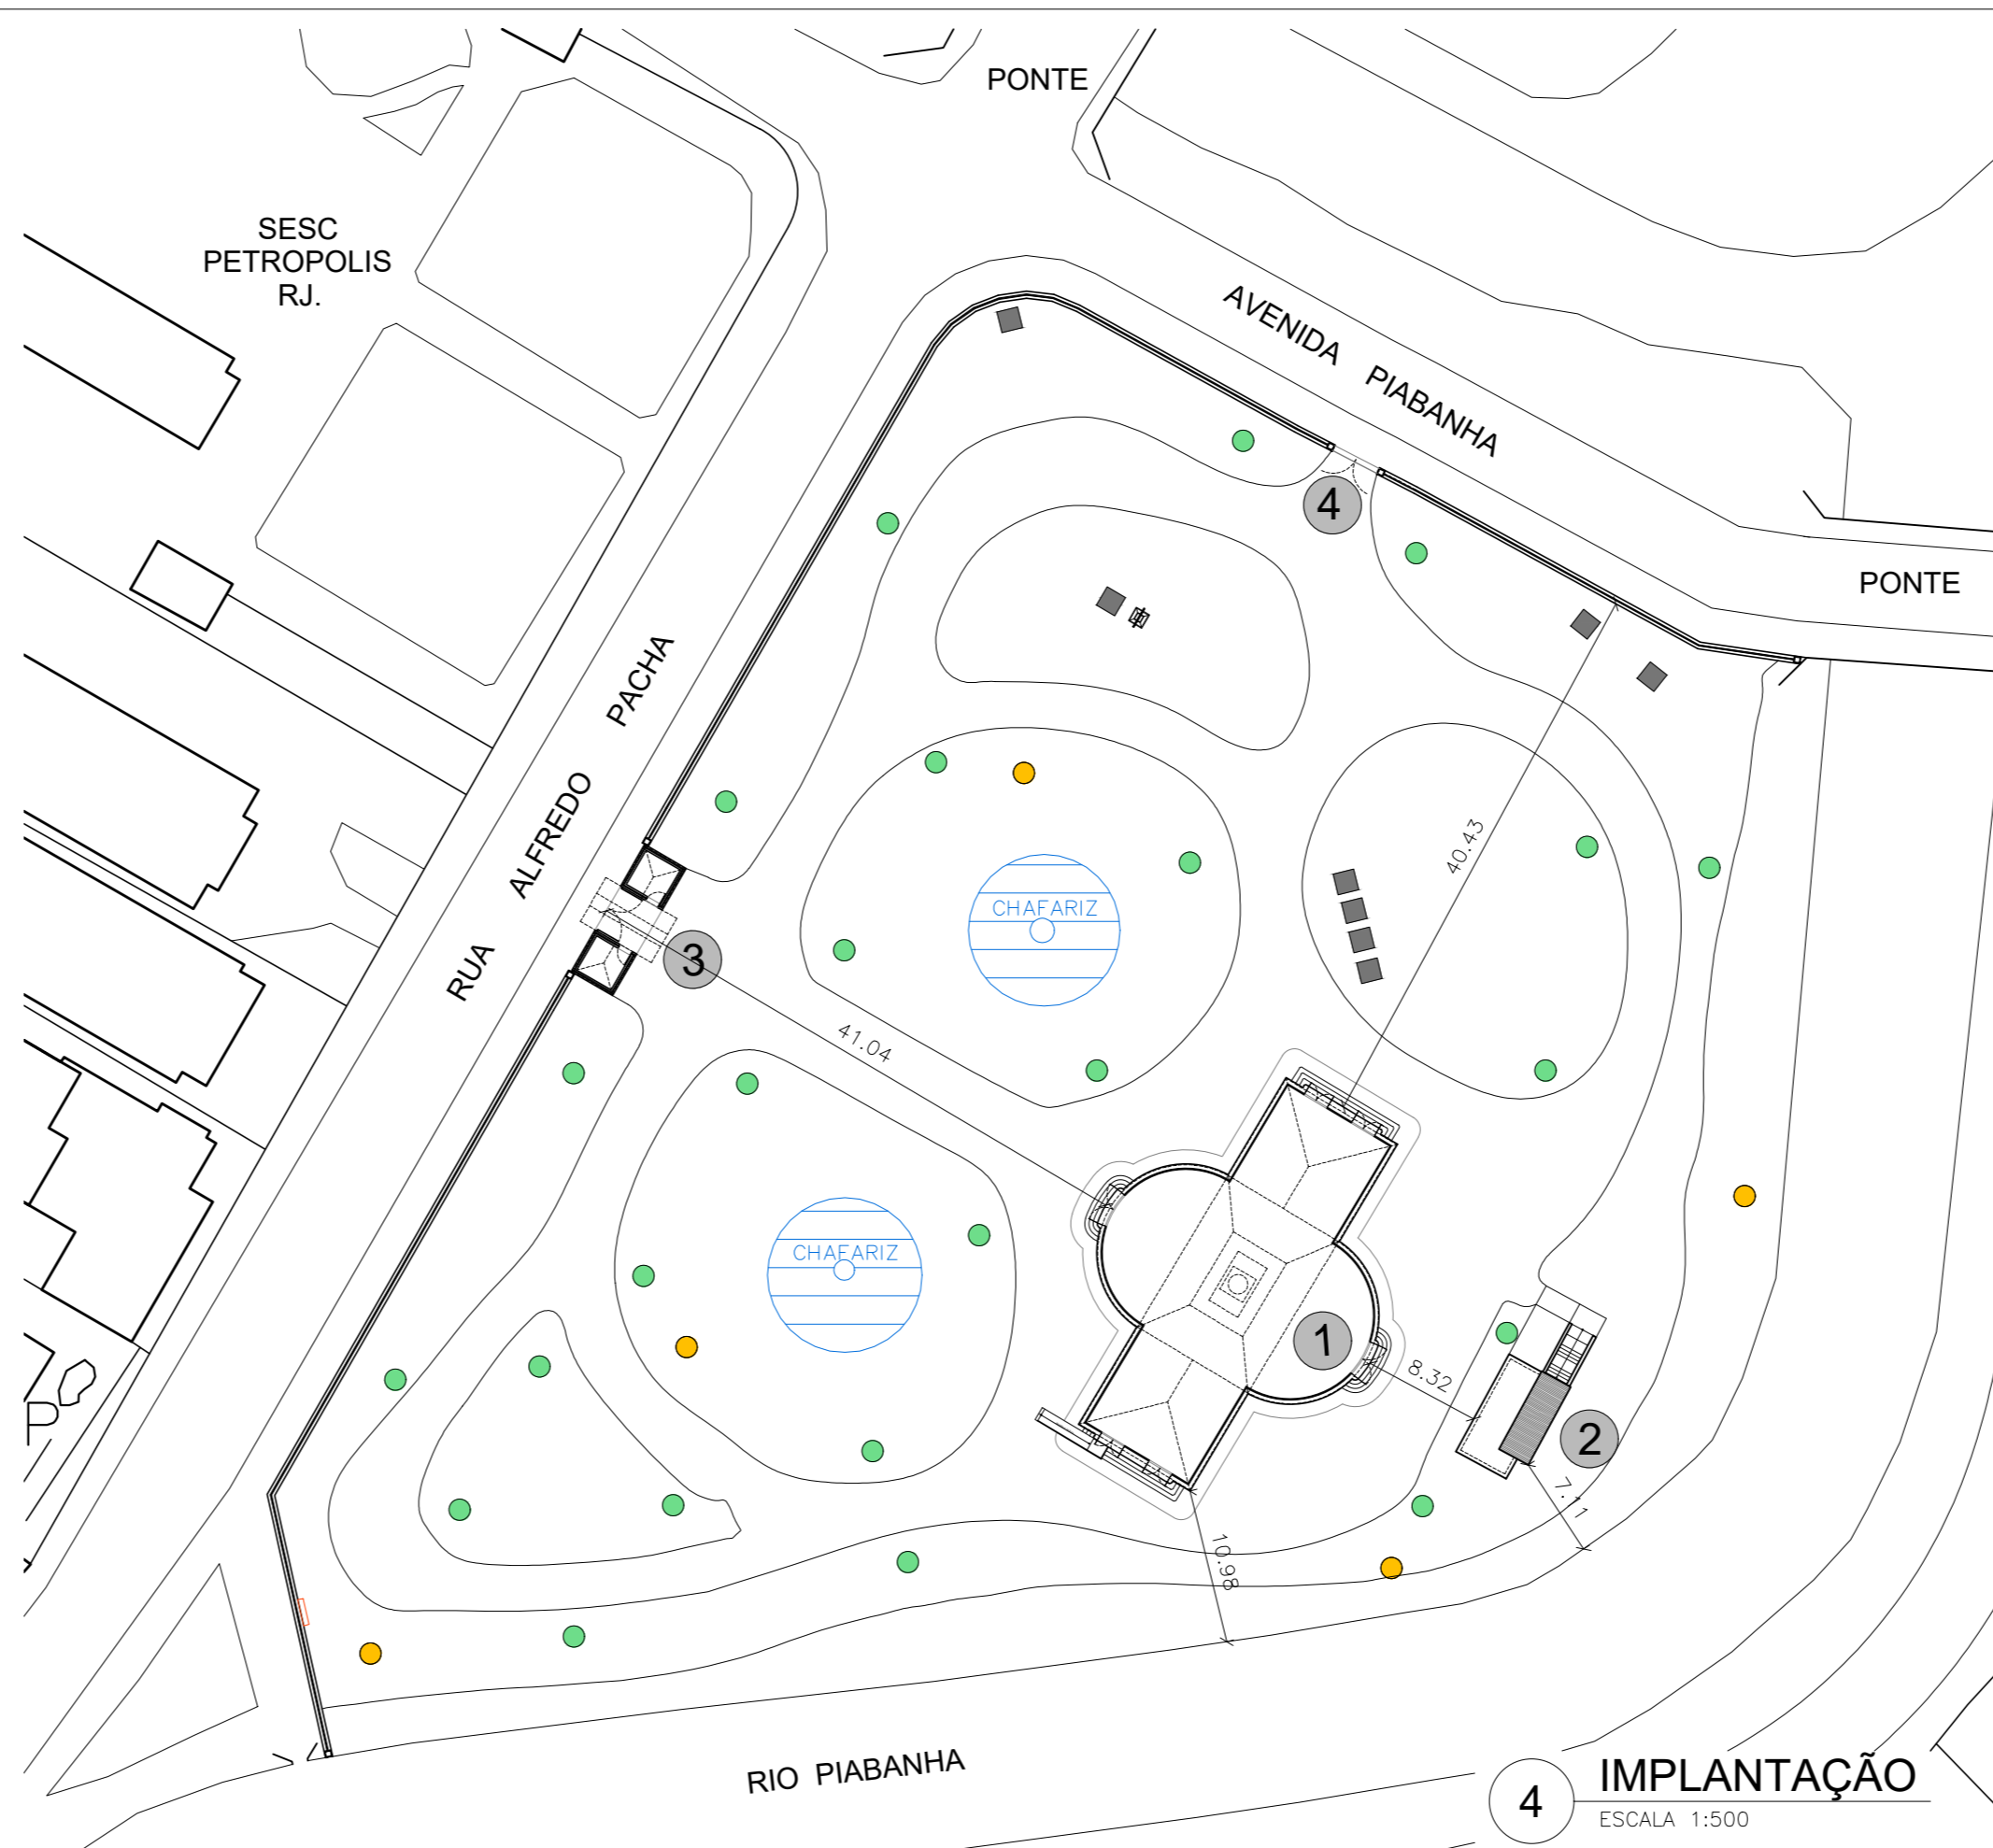 PONTE
SESC
PETROPOLIS
RJ.
AVENIDA PIABANHA
4
PONTE
RUA ALFREDO PACHA
40.43
CHAFARIZ
3
41.04
CHAFARIZ
1
8.32
2
7.11
10.98
P
RIO PIABANHA
4
IMPLANTAÇÃO
ESCALA 1:500